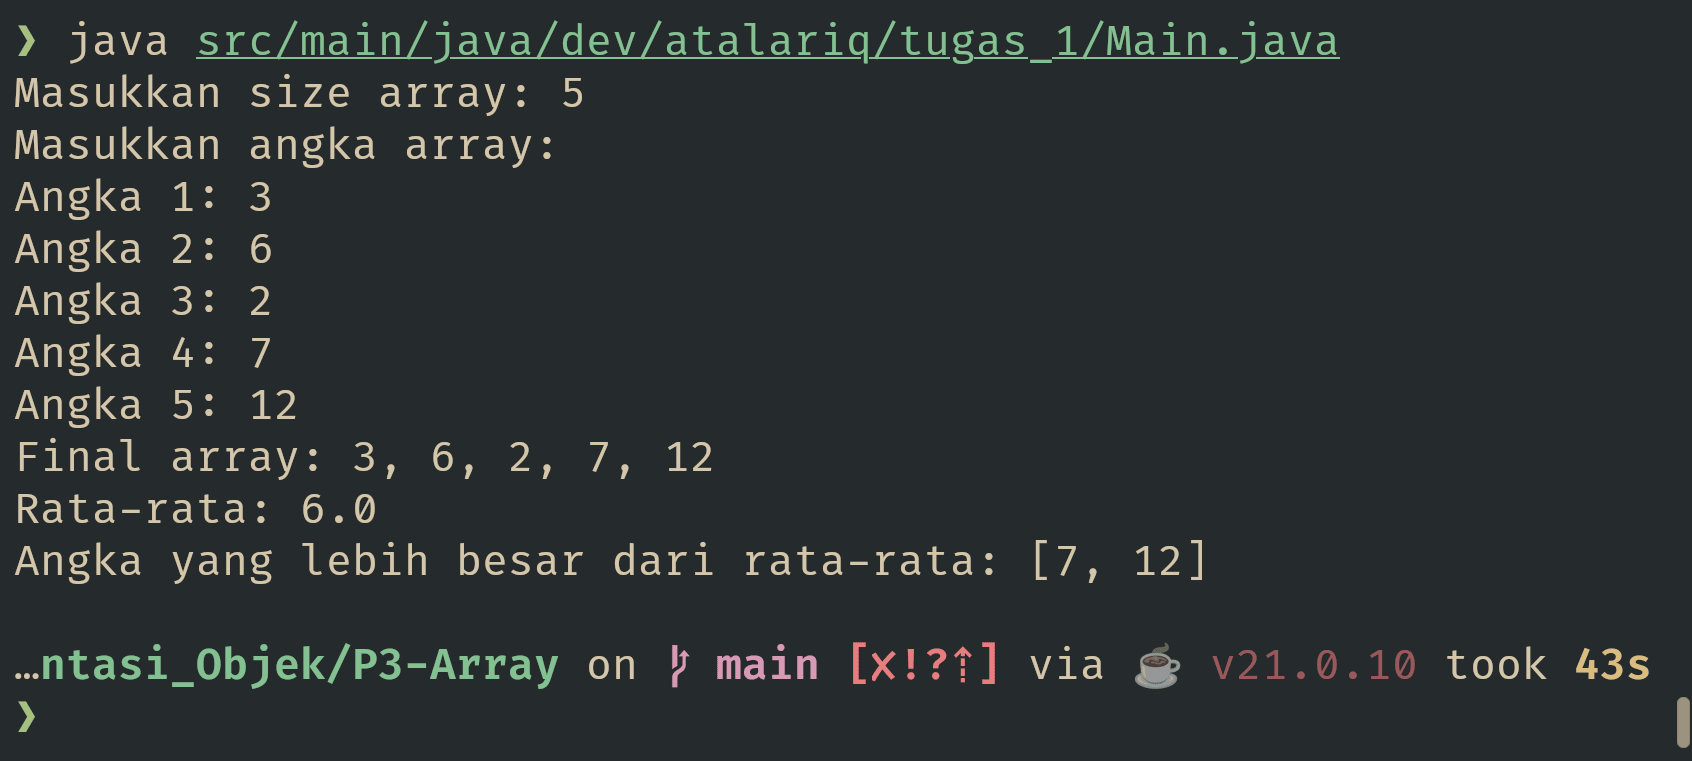 ❯ java src/main/java/dev/atalariq/tugas_1/Main.java
Masukkan size array: 5
Masukkan angka array:
Angka 1: 3
Angka 2: 6
Angka 3: 2
Angka 4: 7
Angka 5: 12
Final array: 3, 6, 2, 7, 12
Rata-rata: 6.0
Angka yang lebih besar dari rata-rata: [7, 12]
…ntasi_Objek/P3-Array on main [✗!?⇡] via ☕ v21.0.10 took 43s
❯